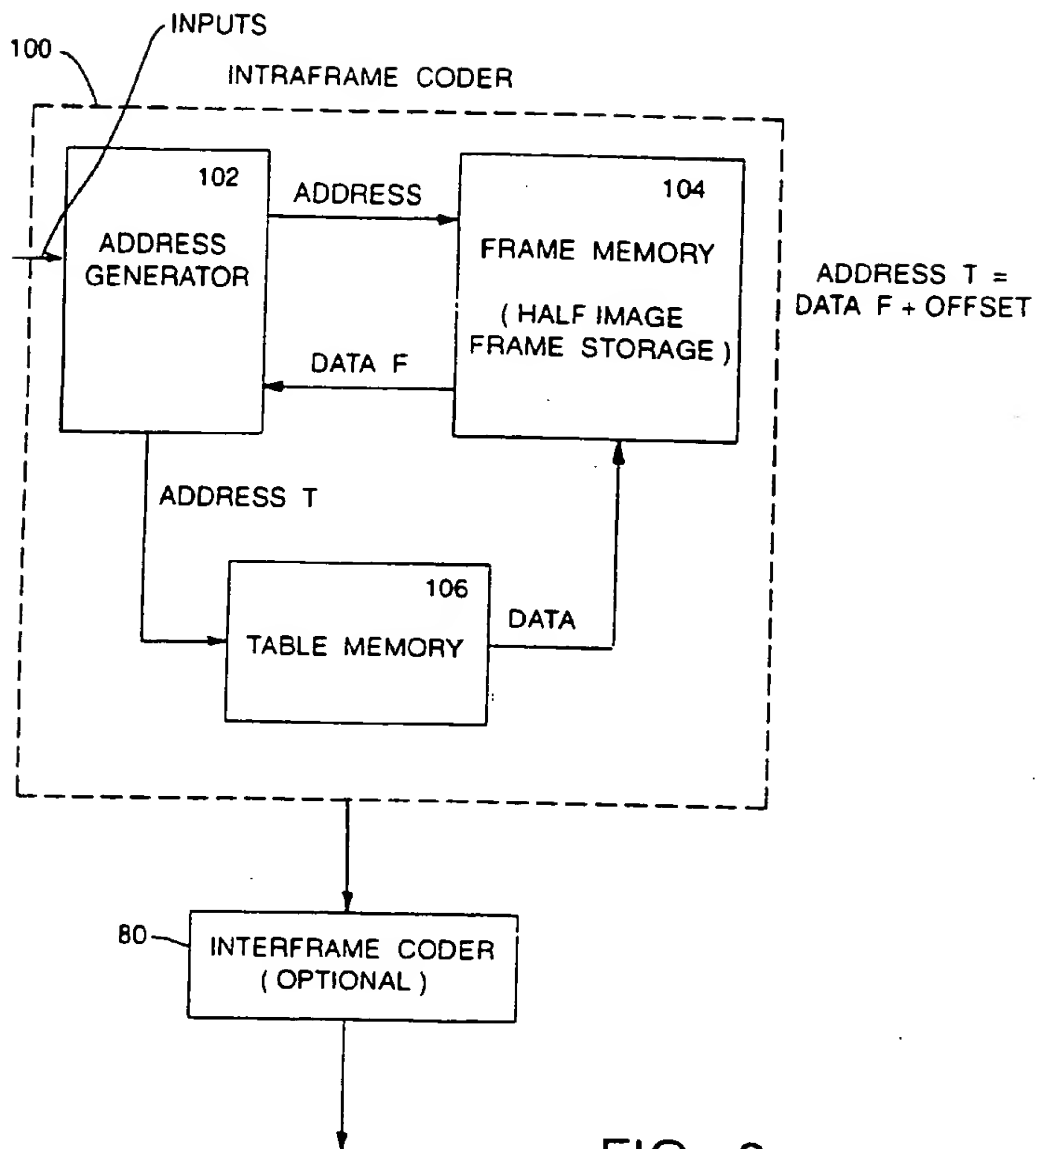 INPUTS
100
INTRAFRAME CODER
102
ADDRESS
GENERATOR
ADDRESS
104
FRAME MEMORY
( HALF IMAGE
FRAME STORAGE )
ADDRESS T =
DATA F + OFFSET
DATA F
ADDRESS T
106
TABLE MEMORY
DATA
80
INTERFRAME CODER
( OPTIONAL )
FIG.